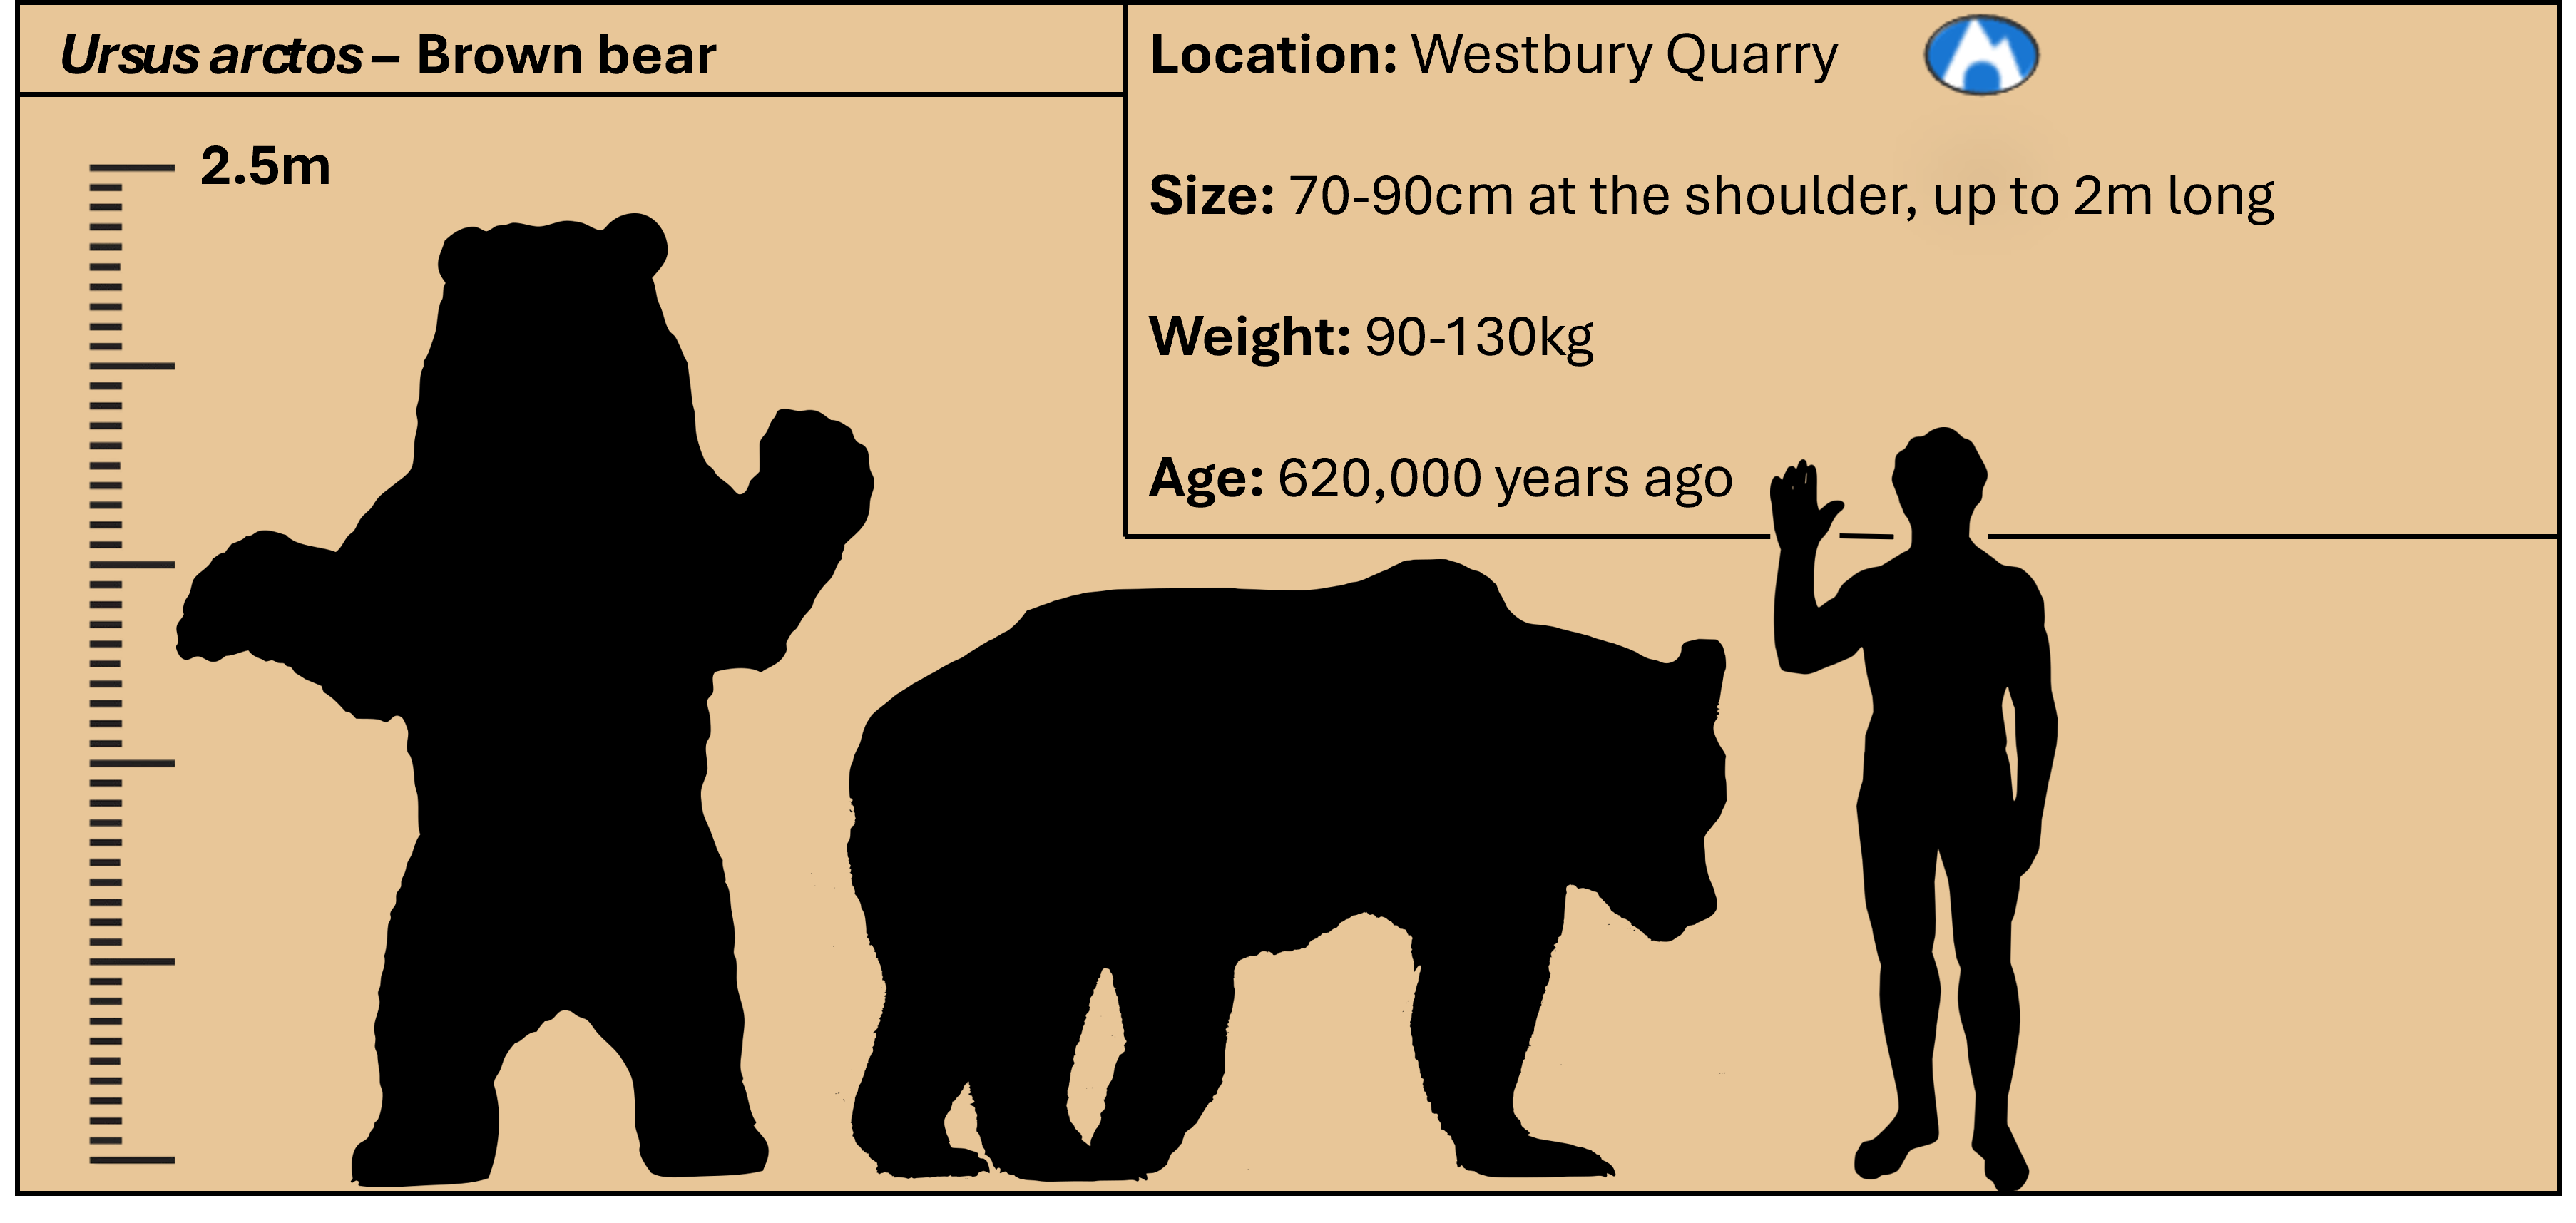 Ursus arctos – Brown bear
Location: Westbury Quarry
2.5m
Size: 70-90cm at the shoulder, up to 2m long
Weight: 90-130kg
Age: 620,000 years ago